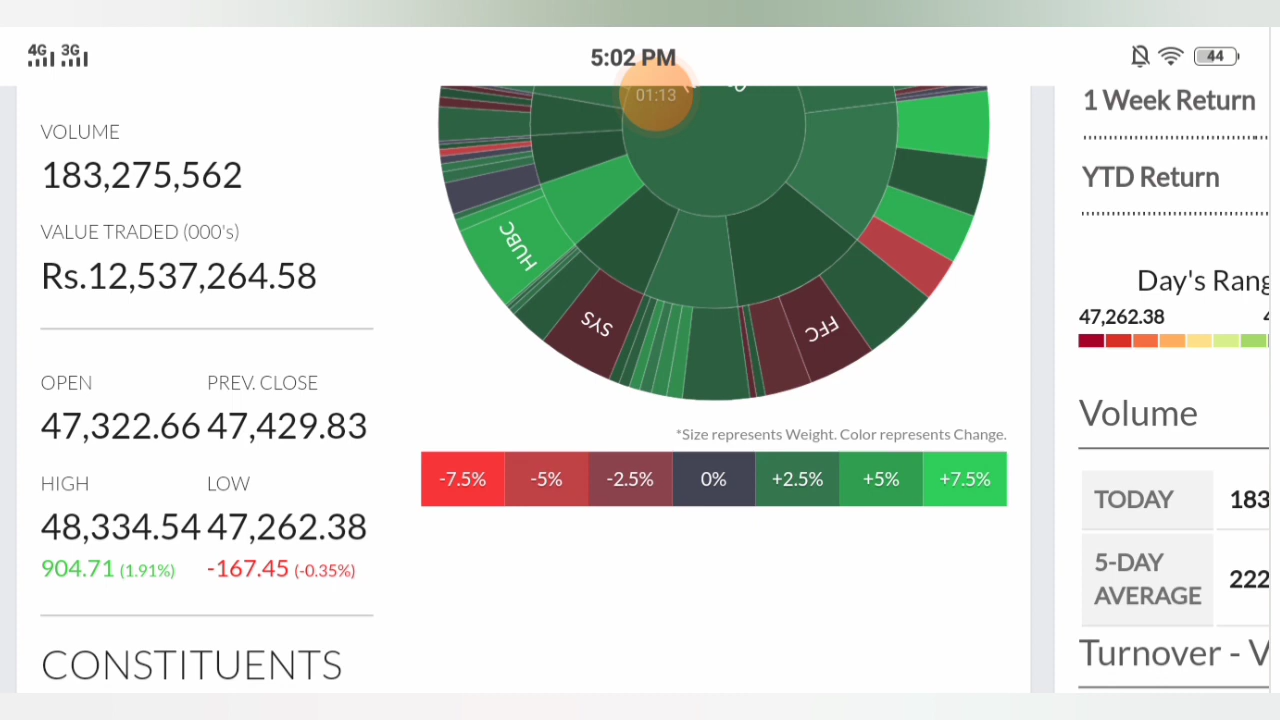 4G 3G 5:02 PM 44
01:13
VOLUME
183,275,562
VALUE TRADED (000's)
Rs.12,537,264.58
OPEN PREV. CLOSE
47,322.66 47,429.83
HIGH LOW
48,334.54 47,262.38
904.71 (1.91%) -167.45 (-0.35%)
CONSTITUENTS
HUBC
SYS
FFC
*Size represents Weight. Color represents Change.
-7.5% -5% -2.5% 0% +2.5% +5% +7.5%
1 Week Return
YTD Return
Day's Rang
47,262.38
Volume
TODAY 183
5-DAY
AVERAGE 222
Turnover - V